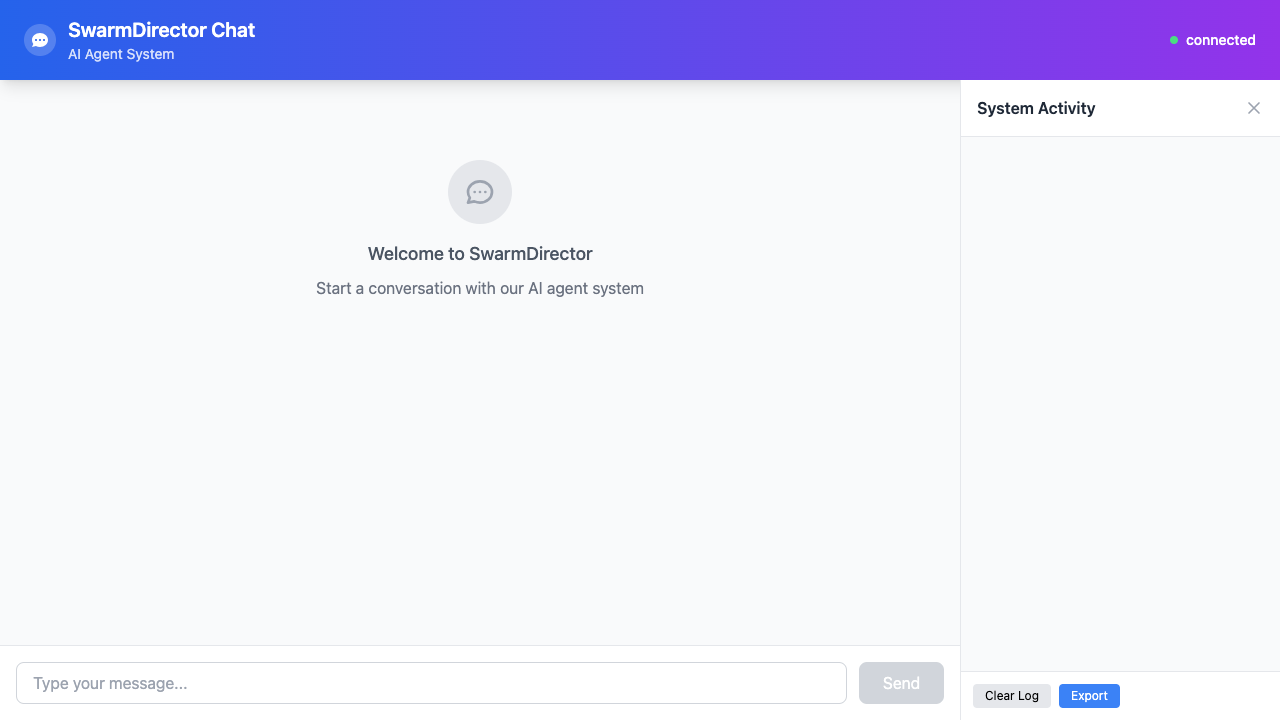 SwarmDirector Chat
AI Agent System
connected
System Activity
Welcome to SwarmDirector
Start a conversation with our AI agent system
Type your message...
Send
Clear Log
Export